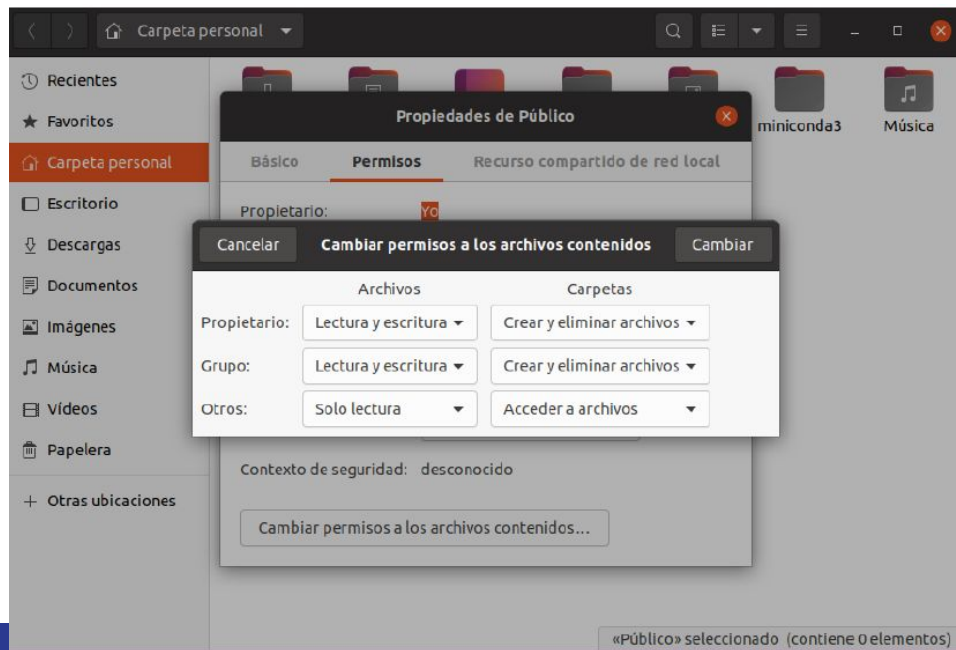 Carpeta personal
Recientes
Favoritos
Carpeta personal
Escritorio
Descargas
Documentos
Imágenes
Música
Vídeos
Papelera
Otras ubicaciones
miniconda3
Música
Propiedades de Público
Básico Permisos Recurso compartido de red local
Propietario: Yo
Cancelar Cambiar permisos a los archivos contenidos Cambiar
Archivos Carpetas
Propietario: Lectura y escritura Crear y eliminar archivos
Grupo: Lectura y escritura Crear y eliminar archivos
Otros: Solo lectura Acceder a archivos
Contexto de seguridad: desconocido
Cambiar permisos a los archivos contenidos...
«Público» seleccionado (contiene 0 elementos)